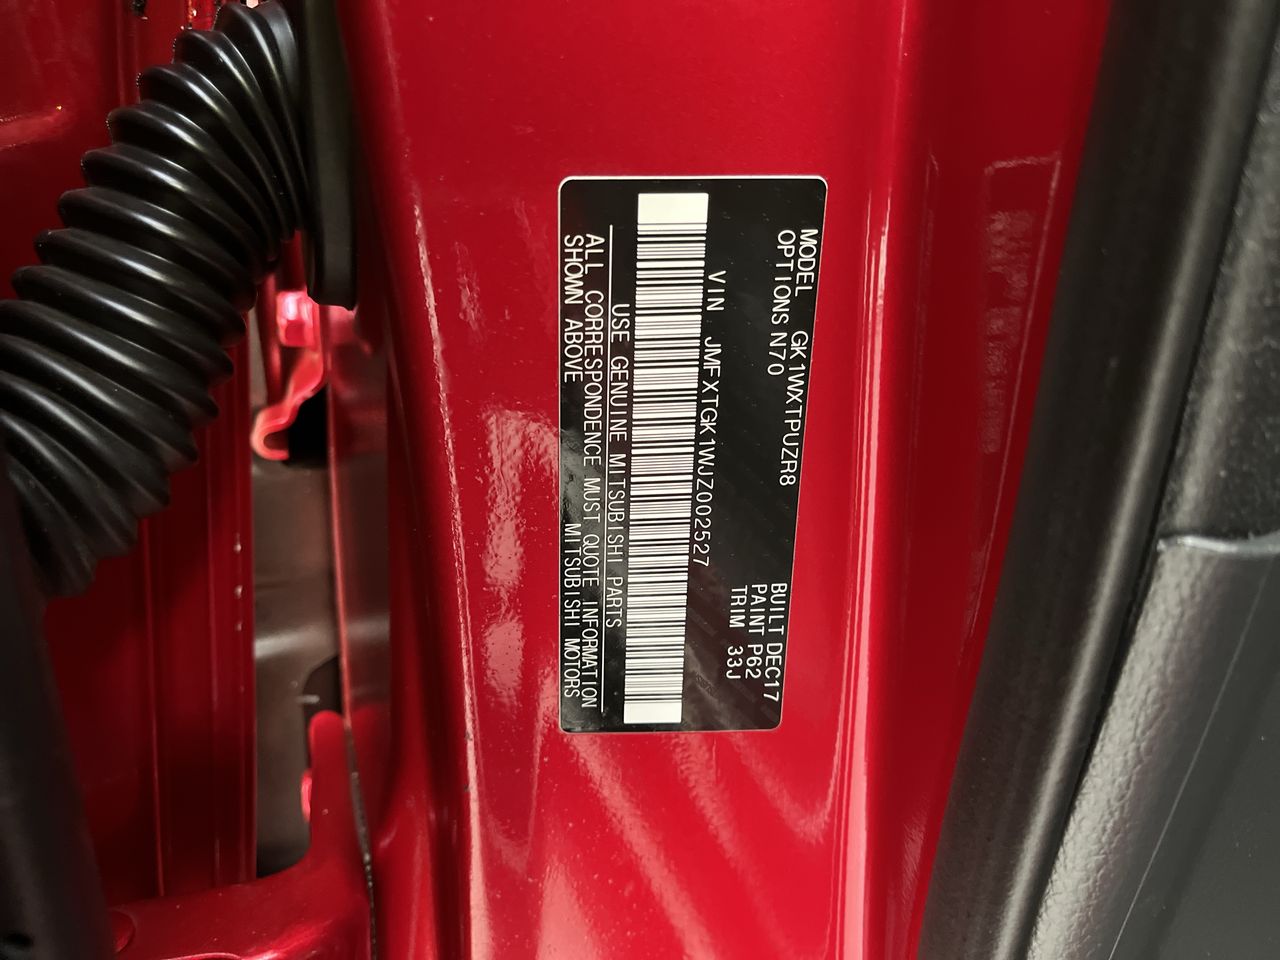 MODEL GK1WXTPUZR8 BUILT DEC17
OPTIONS N70 PAINT P62
TRIM 33J
VIN JMFXTGK1WJZ002527
USE GENUINE MITSUBISHI PARTS
ALL CORRESPONDENCE MUST QUOTE INFORMATION
SHOWN ABOVE MITSUBISHI MOTORS